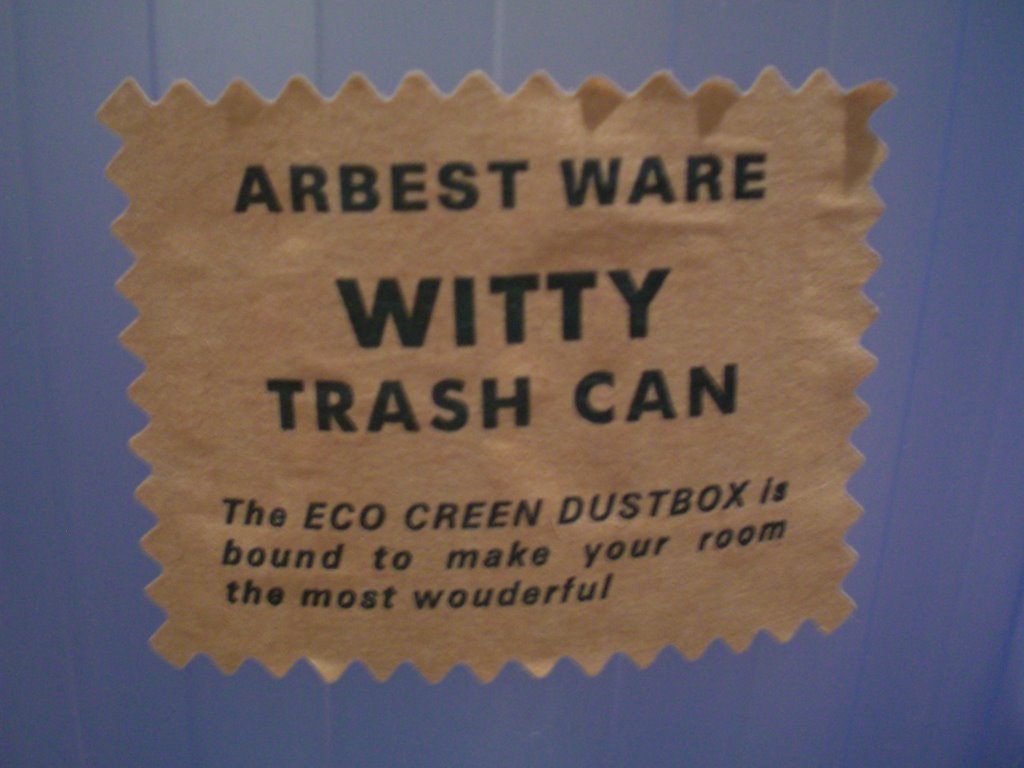 ARBEST WARE
WITTY
TRASH CAN
The ECO CREEN DUSTBOX is
bound to make your room
the most wouderful